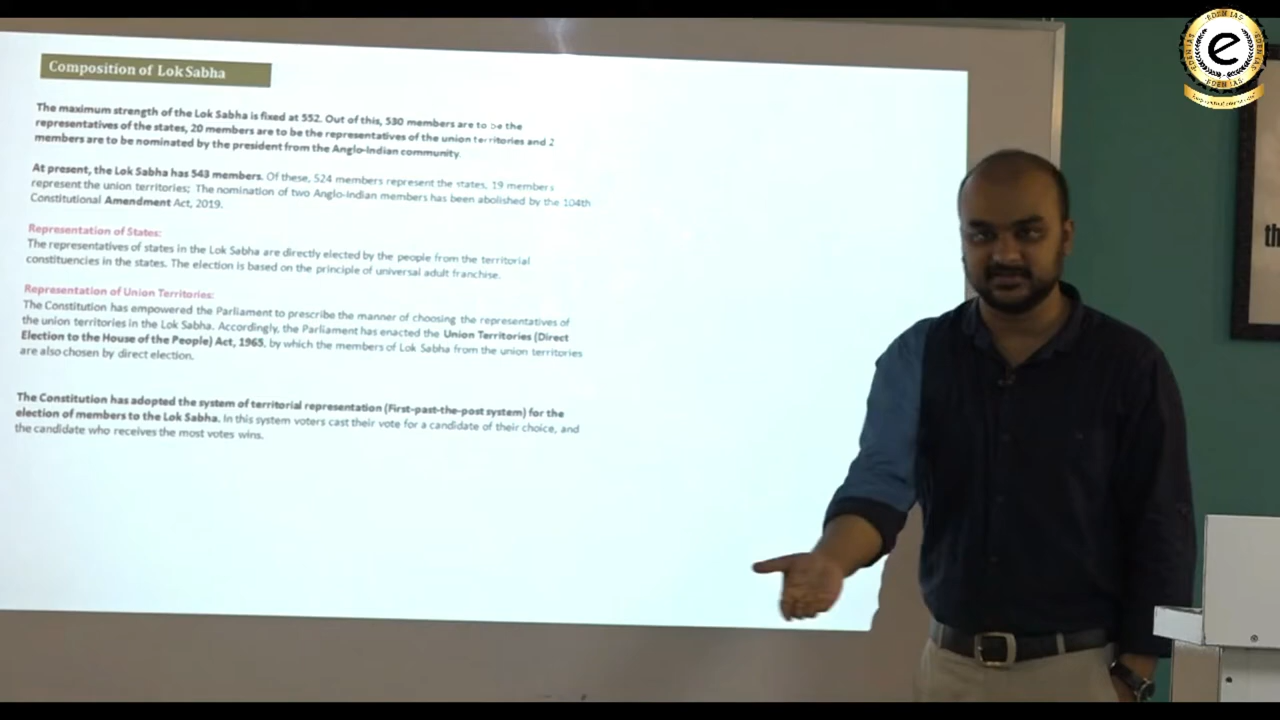 EDEN IAS
Composition of Lok Sabha
The maximum strength of the Lok Sabha is fixed at 552. Out of this, 530 members are to be the
representatives of the states, 20 members are to be the representatives of the union territories and 2
members are to be nominated by the president from the Anglo-Indian community.
At present, the Lok Sabha has 543 members. Of these, 524 members represent the states, 19 members
represent the union territories; The nomination of two Anglo-Indian members has been abolished by the 104th
Constitutional Amendment Act, 2019.
Representation of States:
The representatives of states in the Lok Sabha are directly elected by the people from the territorial
constituencies in the states. The election is based on the principle of universal adult franchise.
Representation of Union Territories:
The Constitution has empowered the Parliament to prescribe the manner of choosing the representatives of
the union territories in the Lok Sabha. Accordingly, the Parliament has enacted the Union Territories (Direct
Election to the House of the People) Act, 1965, by which the members of Lok Sabha from the union territories
are also chosen by direct election.
The Constitution has adopted the system of territorial representation (First-past-the-post system) for the
election of members to the Lok Sabha. In this system voters cast their vote for a candidate of their choice, and
the candidate who receives the most votes wins.
th